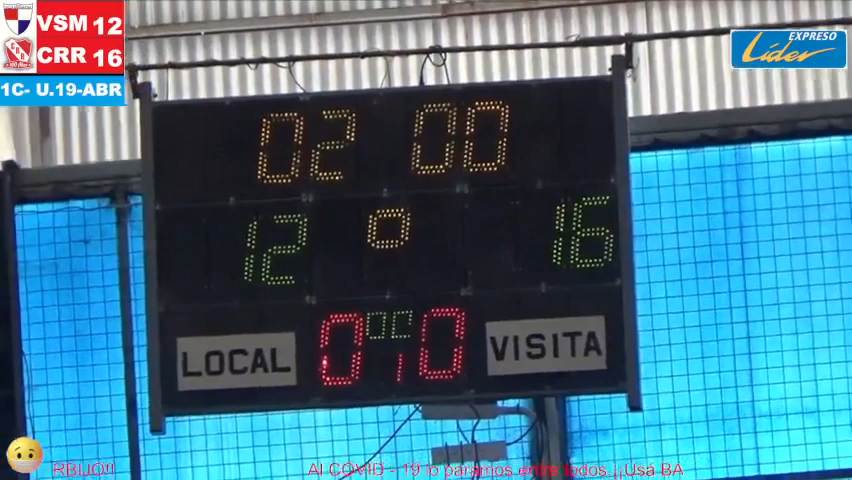 VSM 12
CRR 16
1C- U.19-ABR
EXPRESO
Líder
02 00
12 0 16
0 0
LOCAL
VISITA
RBIJO!!
Al COVID - 19 lo paramos entre todos ¡¡Usá BA